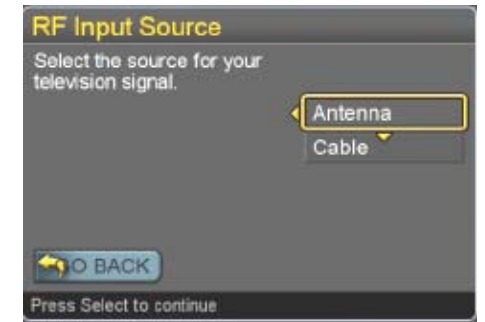 RF Input Source
Select the source for your
television signal.
Antenna
Cable
O BACK
Press Select to continue